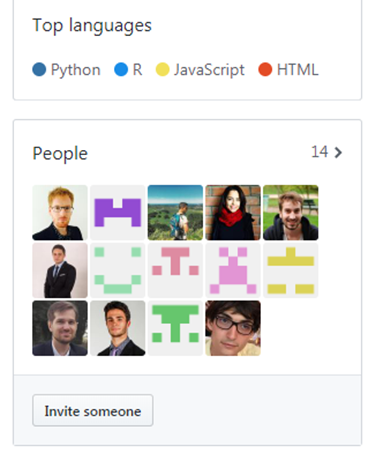 Top languages
Python R JavaScript HTML
People 14
Invite someone